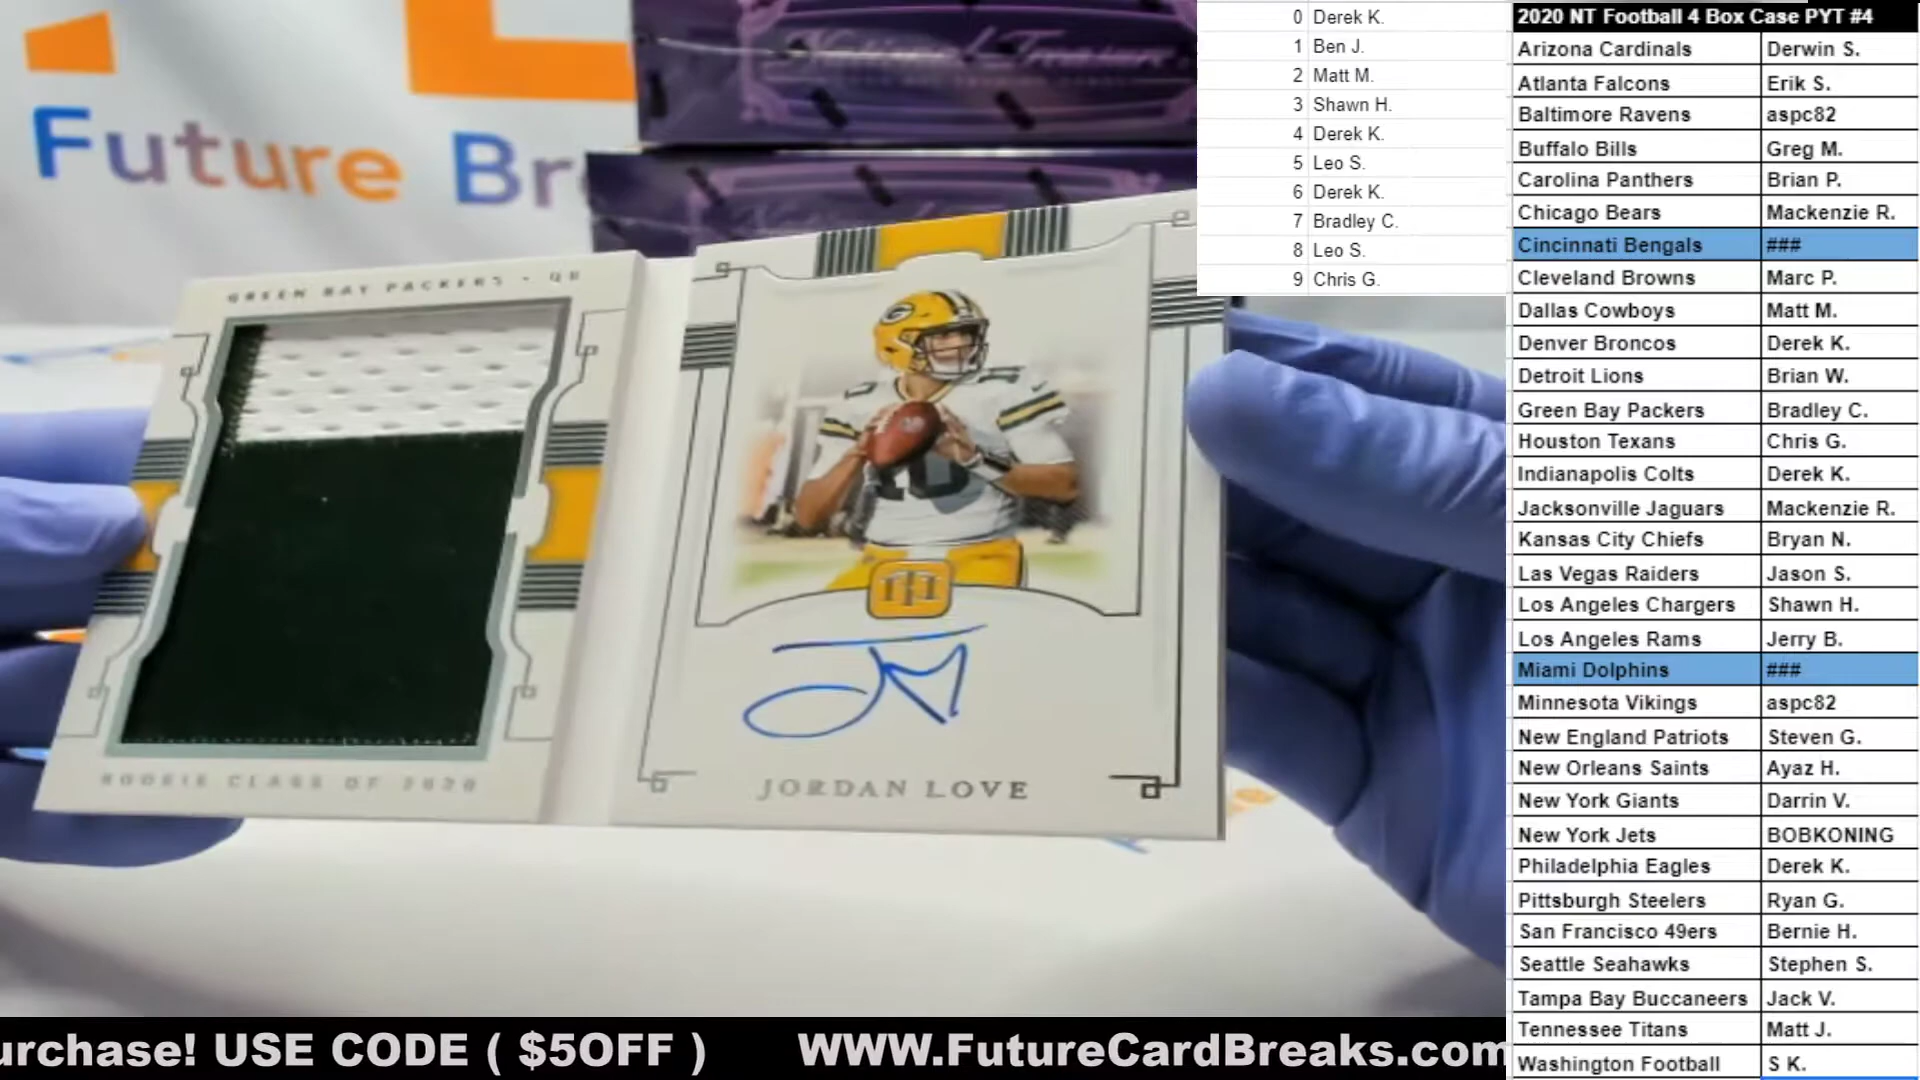 Future Br
National Treasures
GREEN BAY PACKERS - QB
ROOKIE CLASS OF 2020
10
JORDAN LOVE
0 Derek K.
1 Ben J.
2 Matt M.
3 Shawn H.
4 Derek K.
5 Leo S.
6 Derek K.
7 Bradley C.
8 Leo S.
9 Chris G.
2020 NT Football 4 Box Case PYT #4
Arizona Cardinals Derwin S.
Atlanta Falcons Erik S.
Baltimore Ravens aspc82
Buffalo Bills Greg M.
Carolina Panthers Brian P.
Chicago Bears Mackenzie R.
Cincinnati Bengals ###
Cleveland Browns Marc P.
Dallas Cowboys Matt M.
Denver Broncos Derek K.
Detroit Lions Brian W.
Green Bay Packers Bradley C.
Houston Texans Chris G.
Indianapolis Colts Derek K.
Jacksonville Jaguars Mackenzie R.
Kansas City Chiefs Bryan N.
Las Vegas Raiders Jason S.
Los Angeles Chargers Shawn H.
Los Angeles Rams Jerry B.
Miami Dolphins ###
Minnesota Vikings aspc82
New England Patriots Steven G.
New Orleans Saints Ayaz H.
New York Giants Darrin V.
New York Jets BOBKONING
Philadelphia Eagles Derek K.
Pittsburgh Steelers Ryan G.
San Francisco 49ers Bernie H.
Seattle Seahawks Stephen S.
Tampa Bay Buccaneers Jack V.
Tennessee Titans Matt J.
Washington Football S K.
urchase! USE CODE ( $5OFF ) WWW.FutureCardBreaks.com